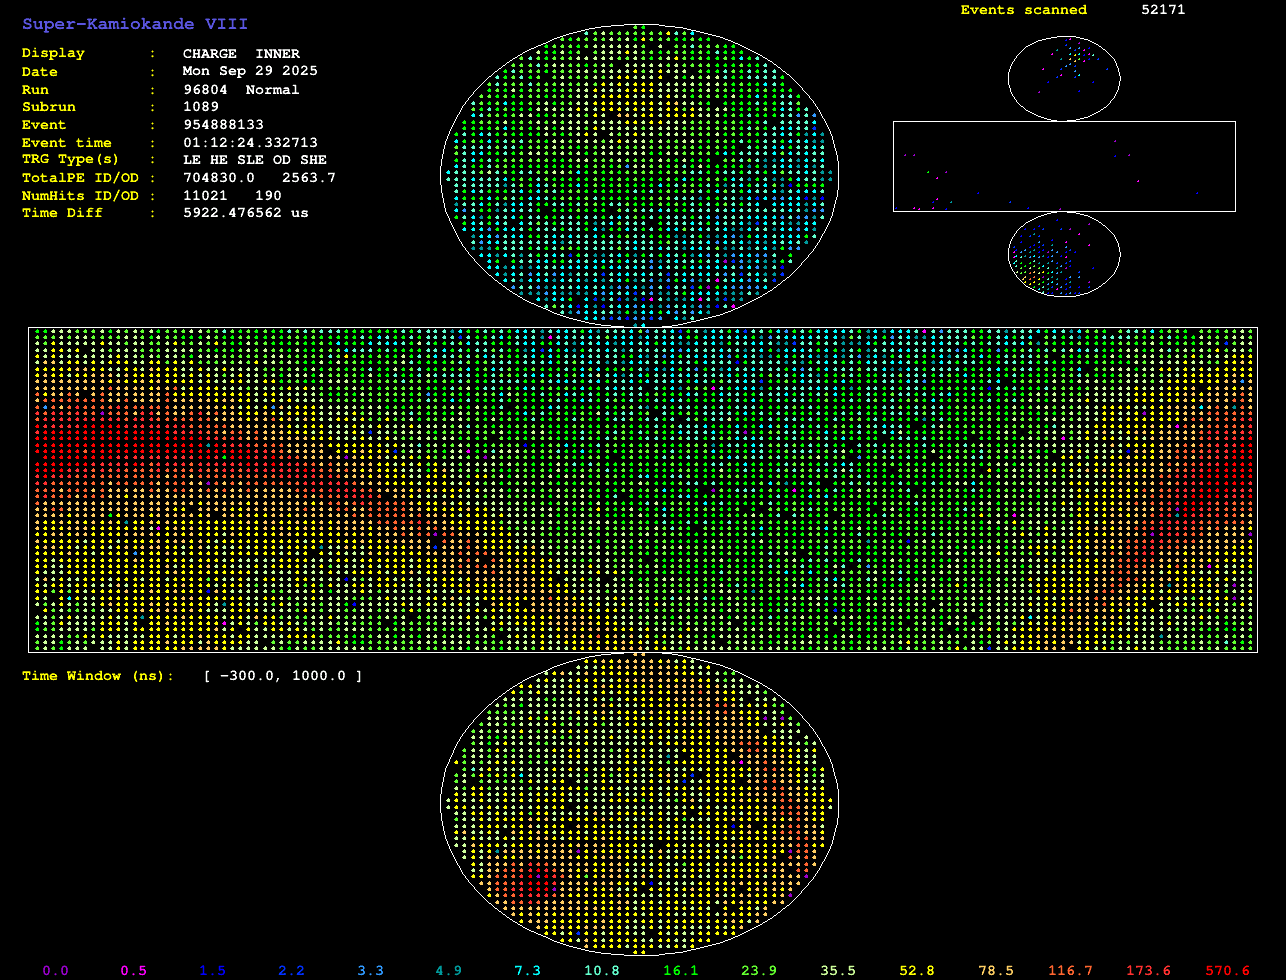 Super-Kamiokande VIII
Events scanned 52171
Display : CHARGE INNER
Date : Mon Sep 29 2025
Run : 96804 Normal
Subrun : 1089
Event : 954888133
Event time : 01:12:24.332713
TRG Type(s) : LE HE SLE OD SHE
TotalPE ID/OD : 704830.0 2563.7
NumHits ID/OD : 11021 190
Time Diff : 5922.476562 us
Time Window (ns): [ -300.0, 1000.0 ]
0.0 0.5 1.5 2.2 3.3 4.9 7.3 10.8 16.1 23.9 35.5 52.8 78.5 116.7 173.6 570.6